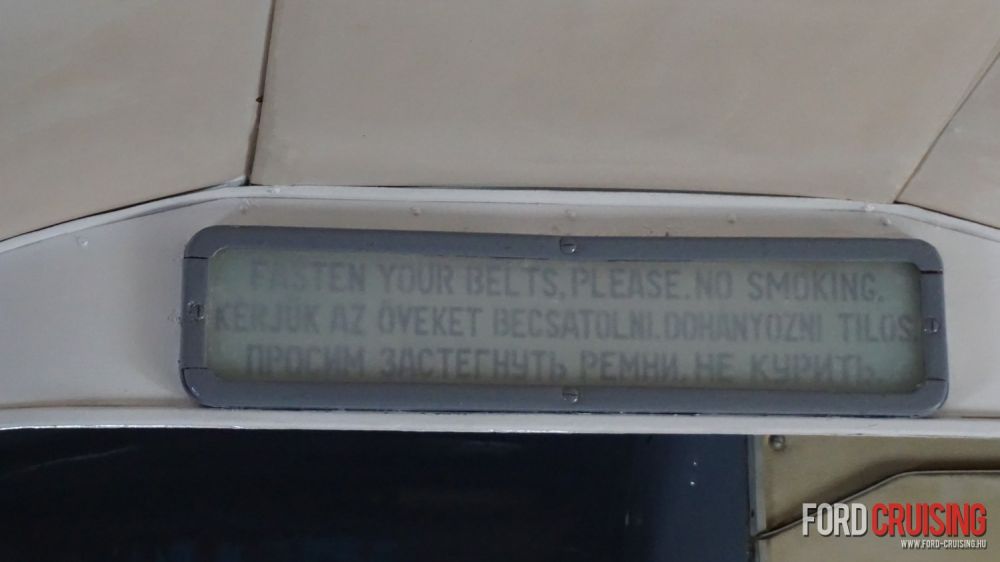 FASTEN YOUR BELTS, PLEASE. NO SMOKING.
KÉRJÜK AZ ÖVEKET BECSATOLNI. DOHÁNYOZNI TILOS.
ПРОСИМ ЗАСТЕГНУТЬ РЕМНИ. НЕ КУРИТЬ.
FORD CRUISING
WWW.FORD-CRUISING.HU